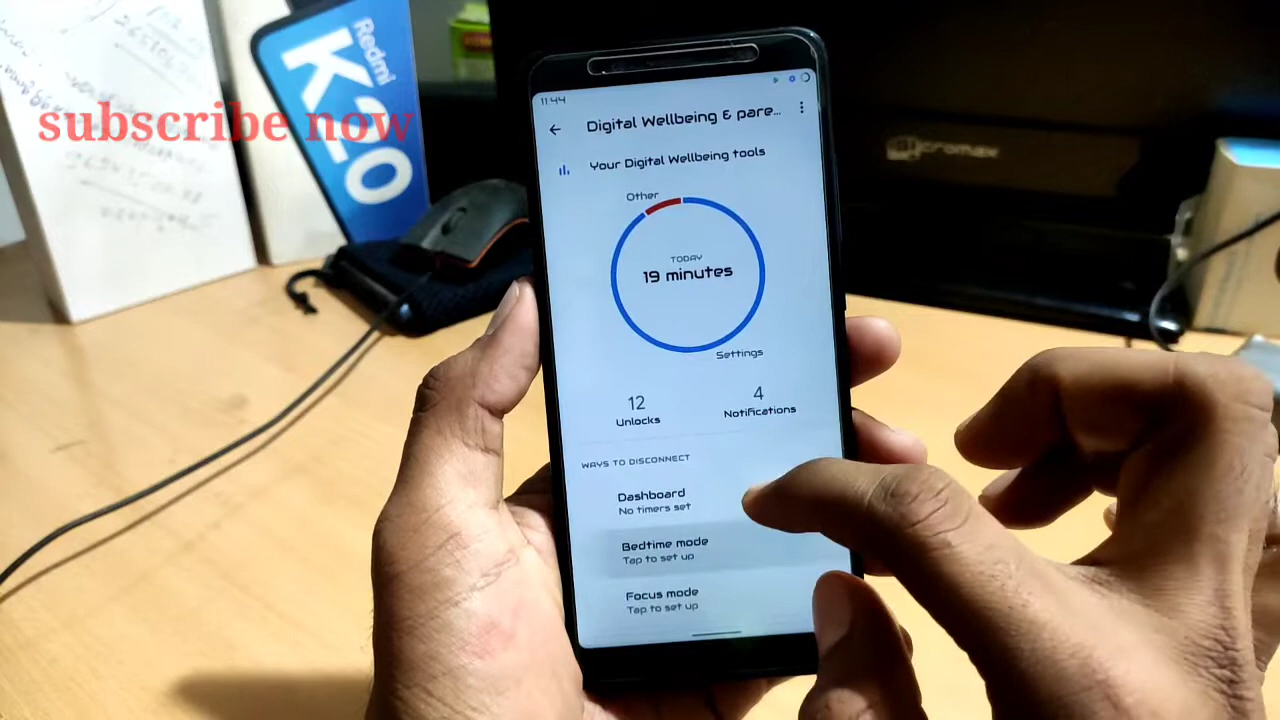 subscribe now
Redmi
K20
11:44
Digital Wellbeing & pare...
Your Digital Wellbeing tools
Other
TODAY
19 minutes
Settings
12
Unlocks
4
Notifications
WAYS TO DISCONNECT
Dashboard
No timers set
Bedtime mode
Tap to set up
Focus mode
Tap to set up